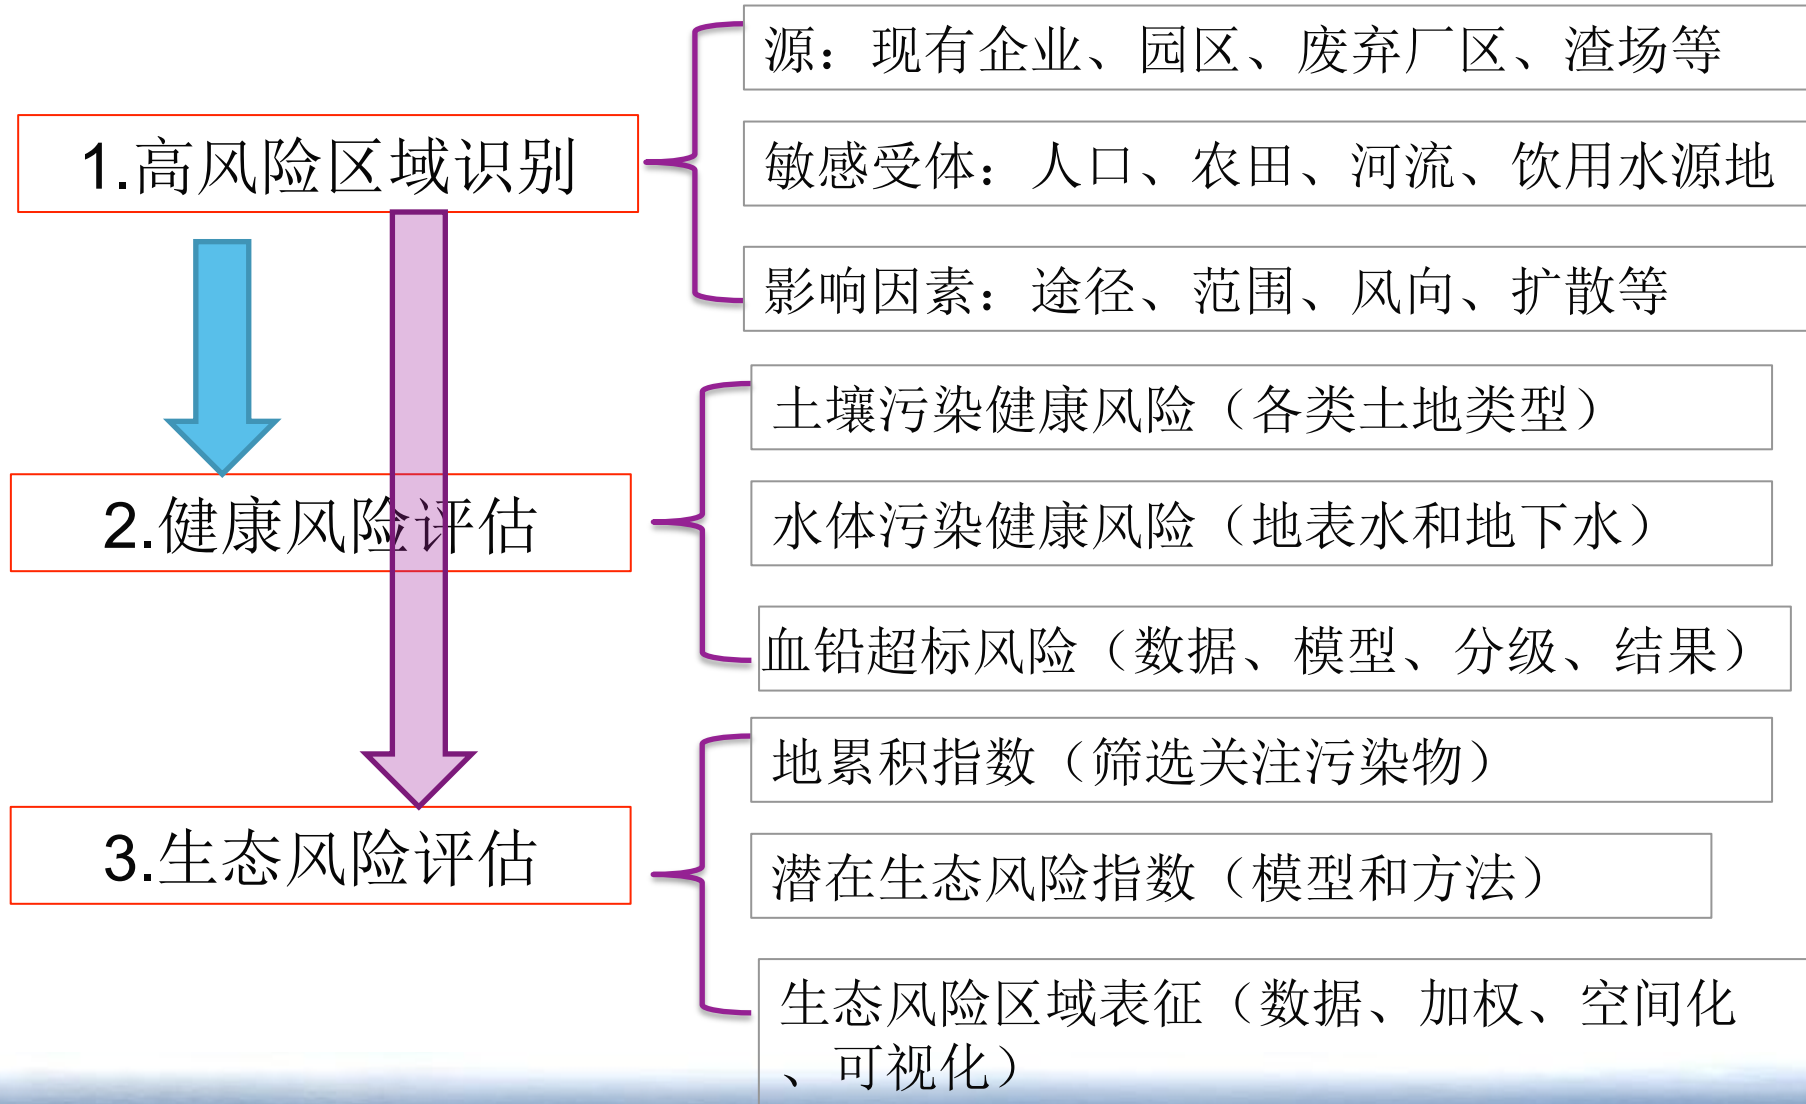 1.高风险区域识别
源：现有企业、园区、废弃厂区、渣场等
敏感受体：人口、农田、河流、饮用水源地
影响因素：途径、范围、风向、扩散等
2.健康风险评估
土壤污染健康风险（各类土地类型）
水体污染健康风险（地表水和地下水）
血铅超标风险（数据、模型、分级、结果）
3.生态风险评估
地累积指数（筛选关注污染物）
潜在生态风险指数（模型和方法）
生态风险区域表征（数据、加权、空间化
、可视化）